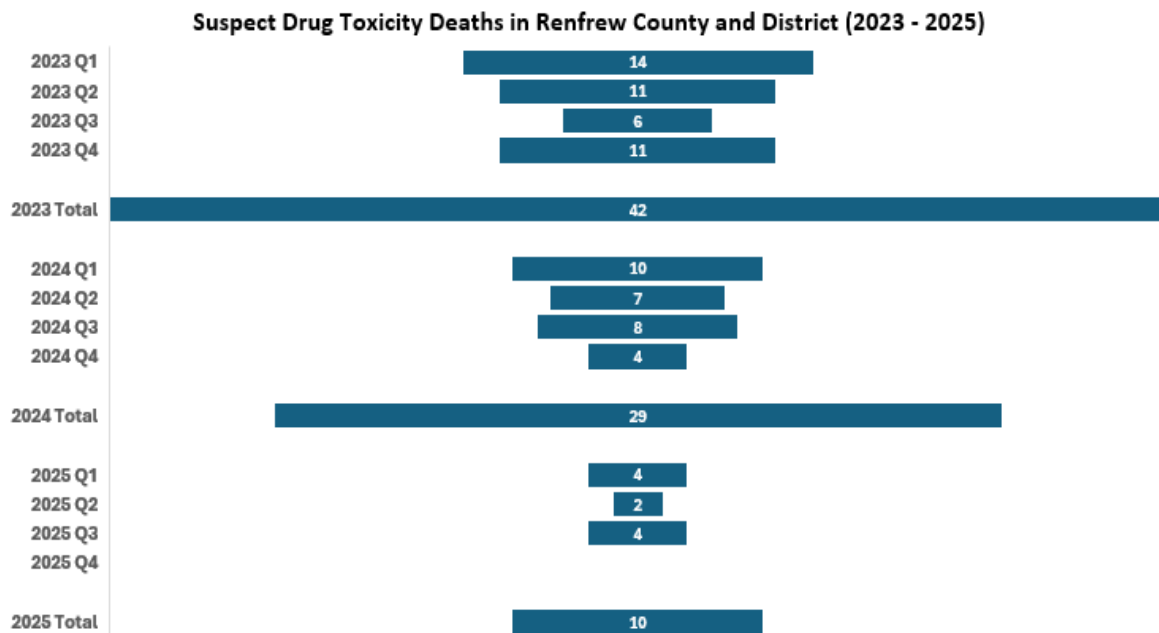 Suspect Drug Toxicity Deaths in Renfrew County and District (2023 - 2025)
2023 Q1 14
2023 Q2 11
2023 Q3 6
2023 Q4 11
2023 Total 42
2024 Q1 10
2024 Q2 7
2024 Q3 8
2024 Q4 4
2024 Total 29
2025 Q1 4
2025 Q2 2
2025 Q3 4
2025 Q4
2025 Total 10